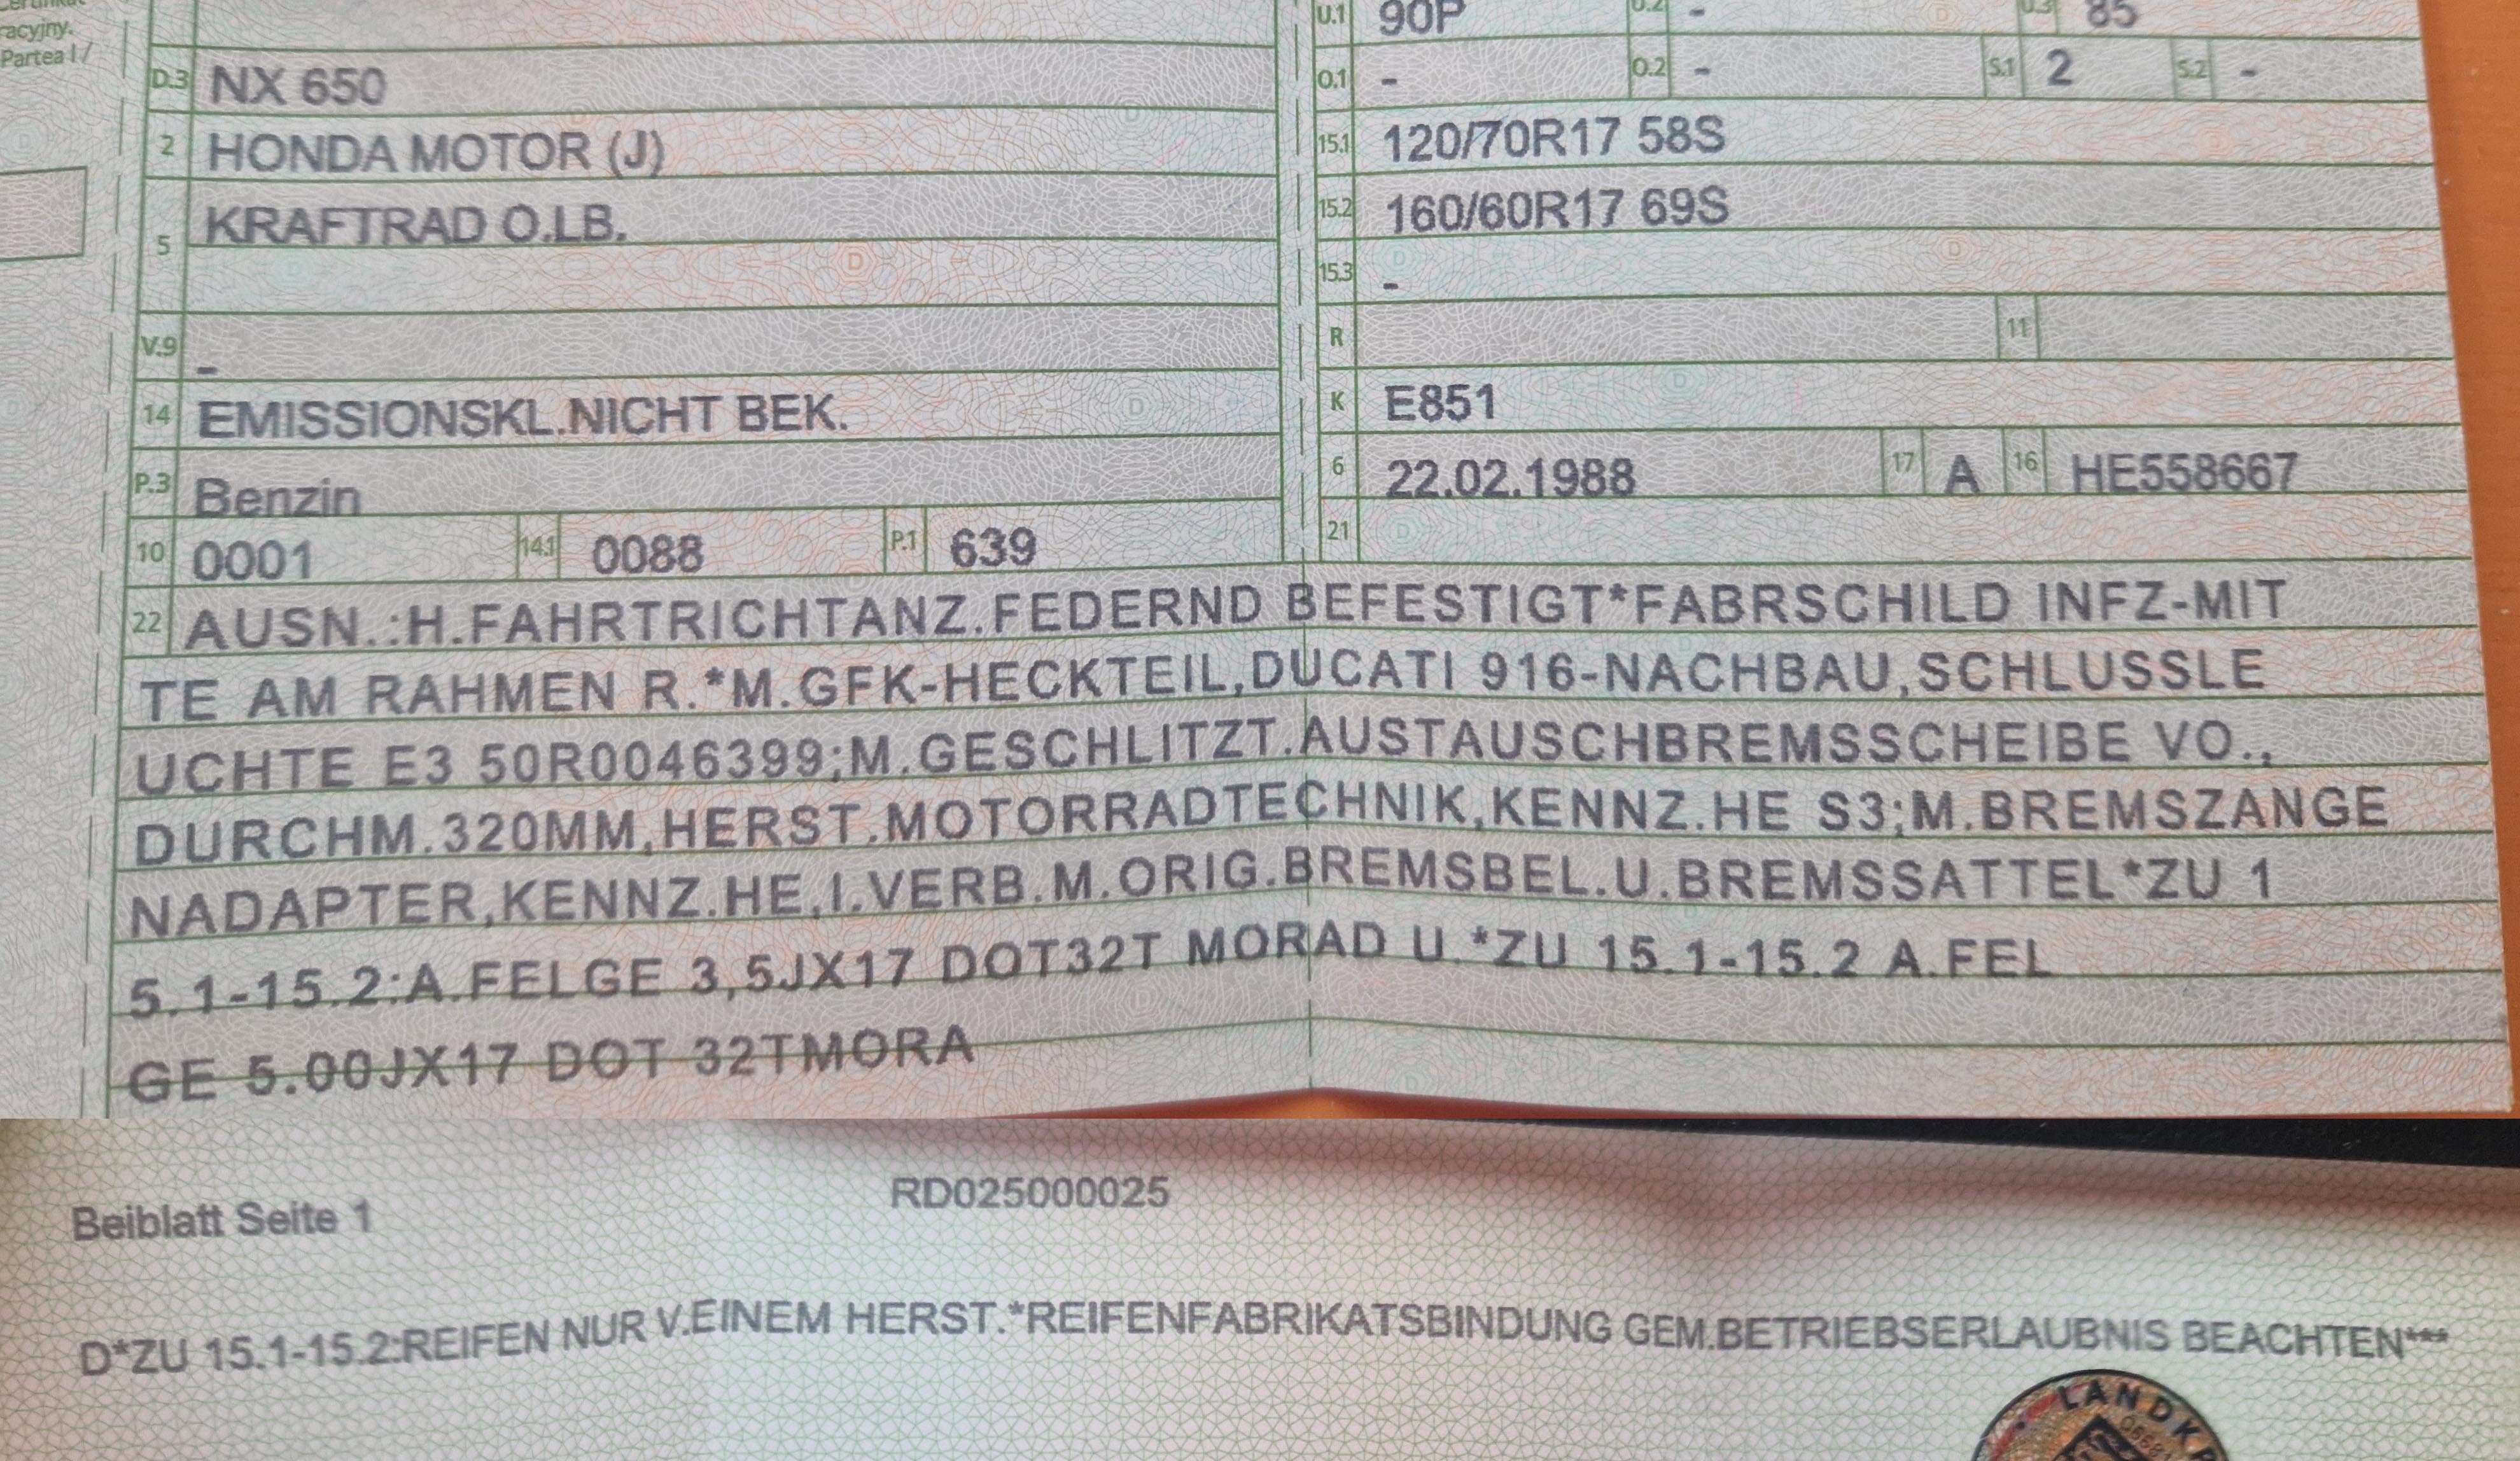 racyjny.
Partea I /
U.1 90P U.2 - U.3 85
D.3 NX 650
O.1 - O.2 - S.1 2 S.2 -
2 HONDA MOTOR (J)
15.1 120/70R17 58S
5 KRAFTRAD O.LB.
15.2 160/60R17 69S
15.3 -
V.9 -
R 11
14 EMISSIONSKL.NICHT BEK.
K E851
P.3 Benzin
6 22.02.1988 17 A 16 HE558667
10 0001 14.1 0088 P.1 639
21
22 AUSN.:H.FAHRTRICHTANZ.FEDERND BEFESTIGT*FABRSCHILD INFZ-MIT
TE AM RAHMEN R.*M.GFK-HECKTEIL,DUCATI 916-NACHBAU,SCHLUSSLE
UCHTE E3 50R0046399;M.GESCHLITZT.AUSTAUSCHBREMSSCHEIBE VO.,
DURCHM.320MM,HERST.MOTORRADTECHNIK,KENNZ.HE S3;M.BREMSZANGE
NADAPTER,KENNZ.HE,I.VERB.M.ORIG.BREMSBEL.U.BREMSSATTEL*ZU 1
5.1-15.2:A.FELGE 3,5JX17 DOT32T MORAD U.*ZU 15.1-15.2 A.FEL
GE 5.00JX17 DOT 32TMORA
Beiblatt Seite 1
RD025000025
D*ZU 15.1-15.2:REIFEN NUR V.EINEM HERST.*REIFENFABRIKATSBINDUNG GEM.BETRIEBSERLAUBNIS BEACHTEN***